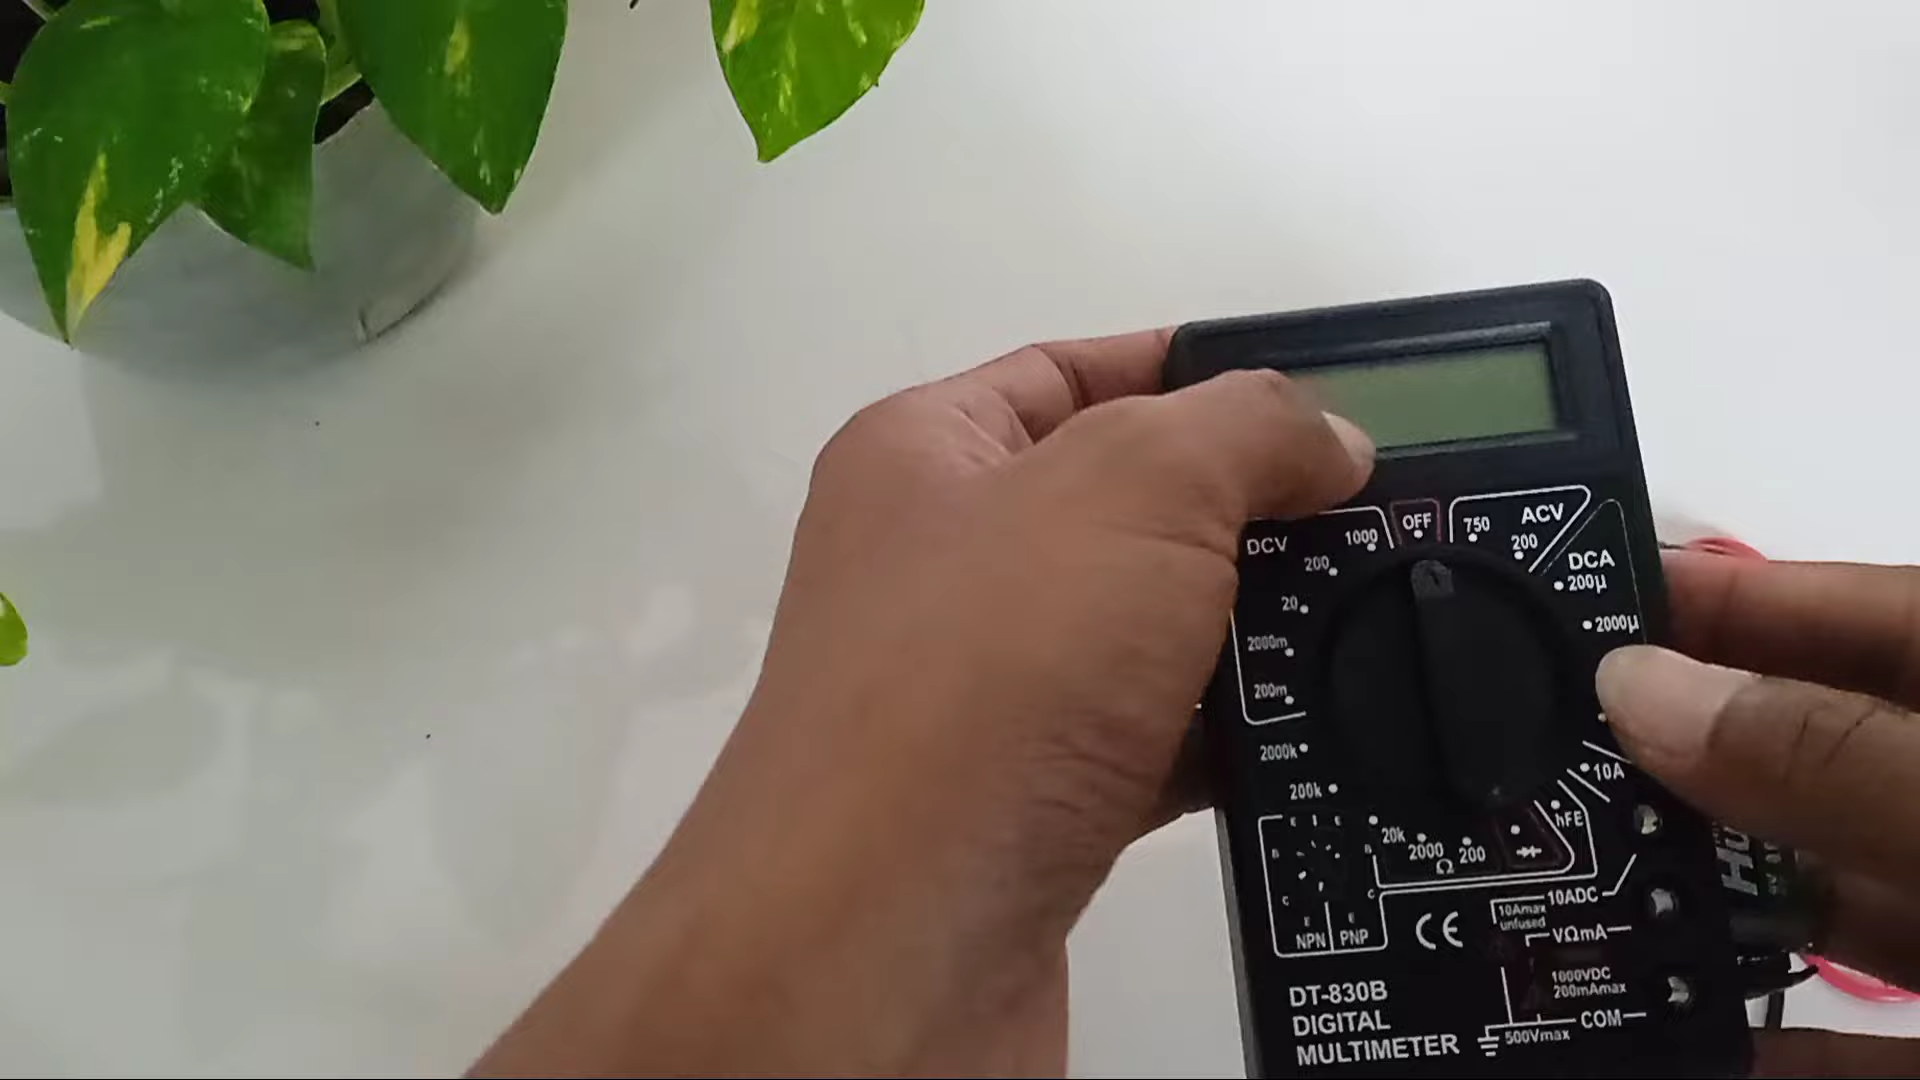 OFF
750 ACV
200
DCV
1000
200
20
2000m
200m
2000k
200k
20k
2000
200
Ω
DCA
200µ
2000µ
10A
hFE
E E
B B
C C
E E
NPN PNP
CE
10Amax
unfused
10ADC
VΩmA
1000VDC
200mAmax
COM
500Vmax
DT-830B
DIGITAL
MULTIMETER